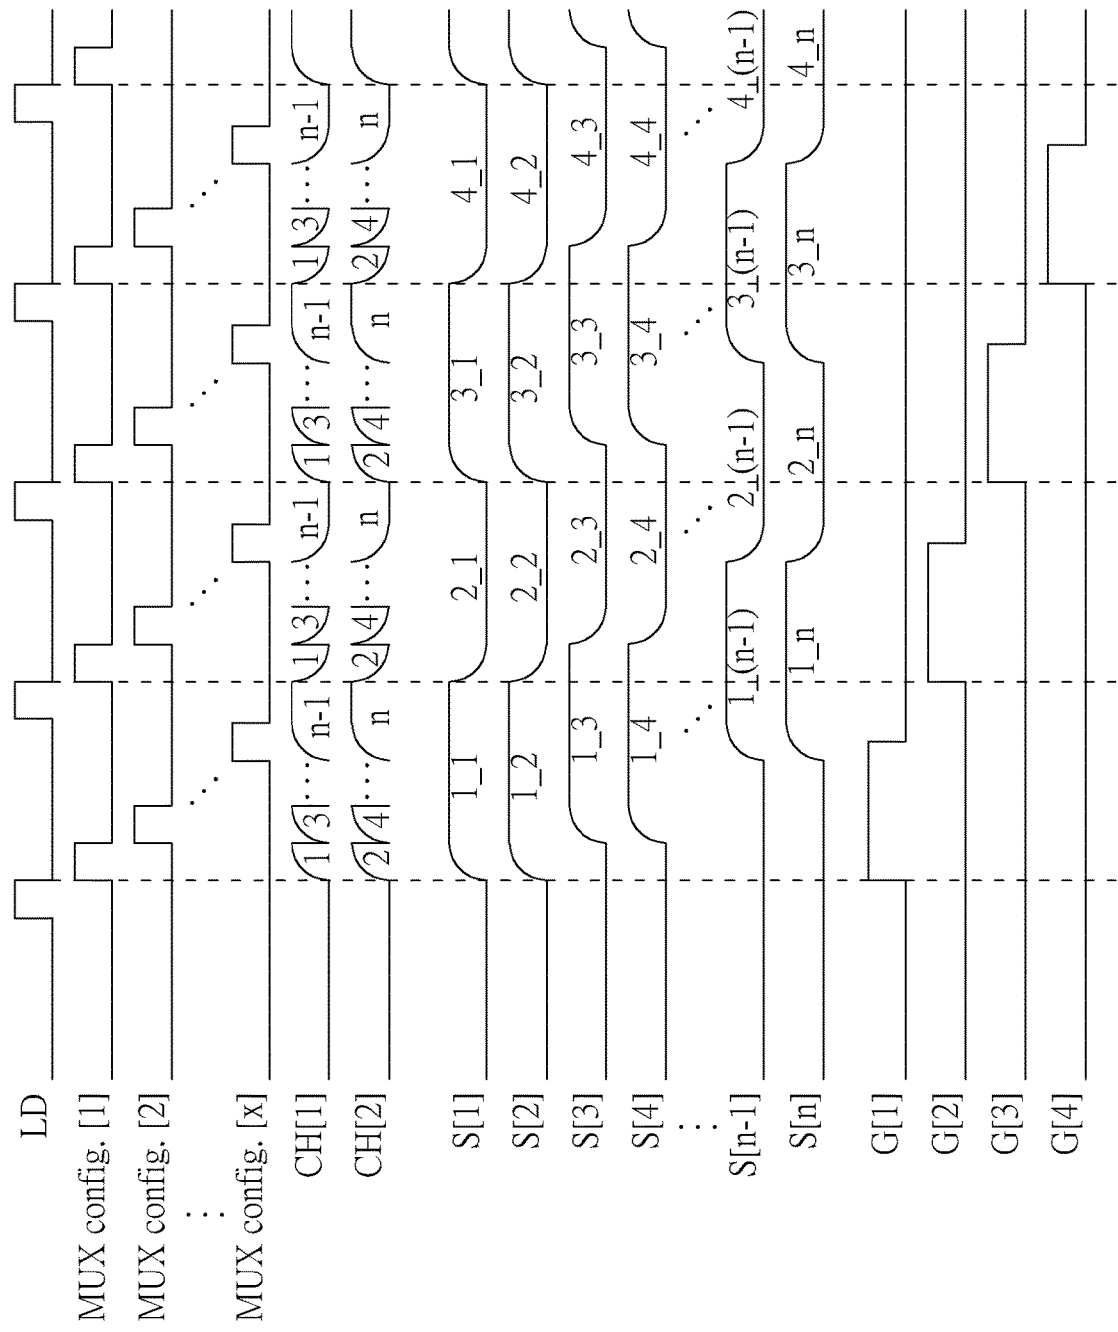 LD
MUX config. [1]
MUX config. [2]
⋮
MUX config. [x]
CH[1] 1 3 ... n-1 1 3 ... n-1 1 3 ... n-1 1 3 ... n-1
CH[2] 2 4 ... n 2 4 ... n 2 4 ... n 2 4 ... n
S[1] 1_1 2_1 3_1 4_1
S[2] 1_2 2_2 3_2 4_2
S[3] 1_3 2_3 3_3 4_3
S[4] 1_4 2_4 3_4 4_4
⋮
S[n-1] 1_(n-1) 2_(n-1) 3_(n-1) 4_(n-1)
S[n] 1_n 2_n 3_n 4_n
G[1]
G[2]
G[3]
G[4]